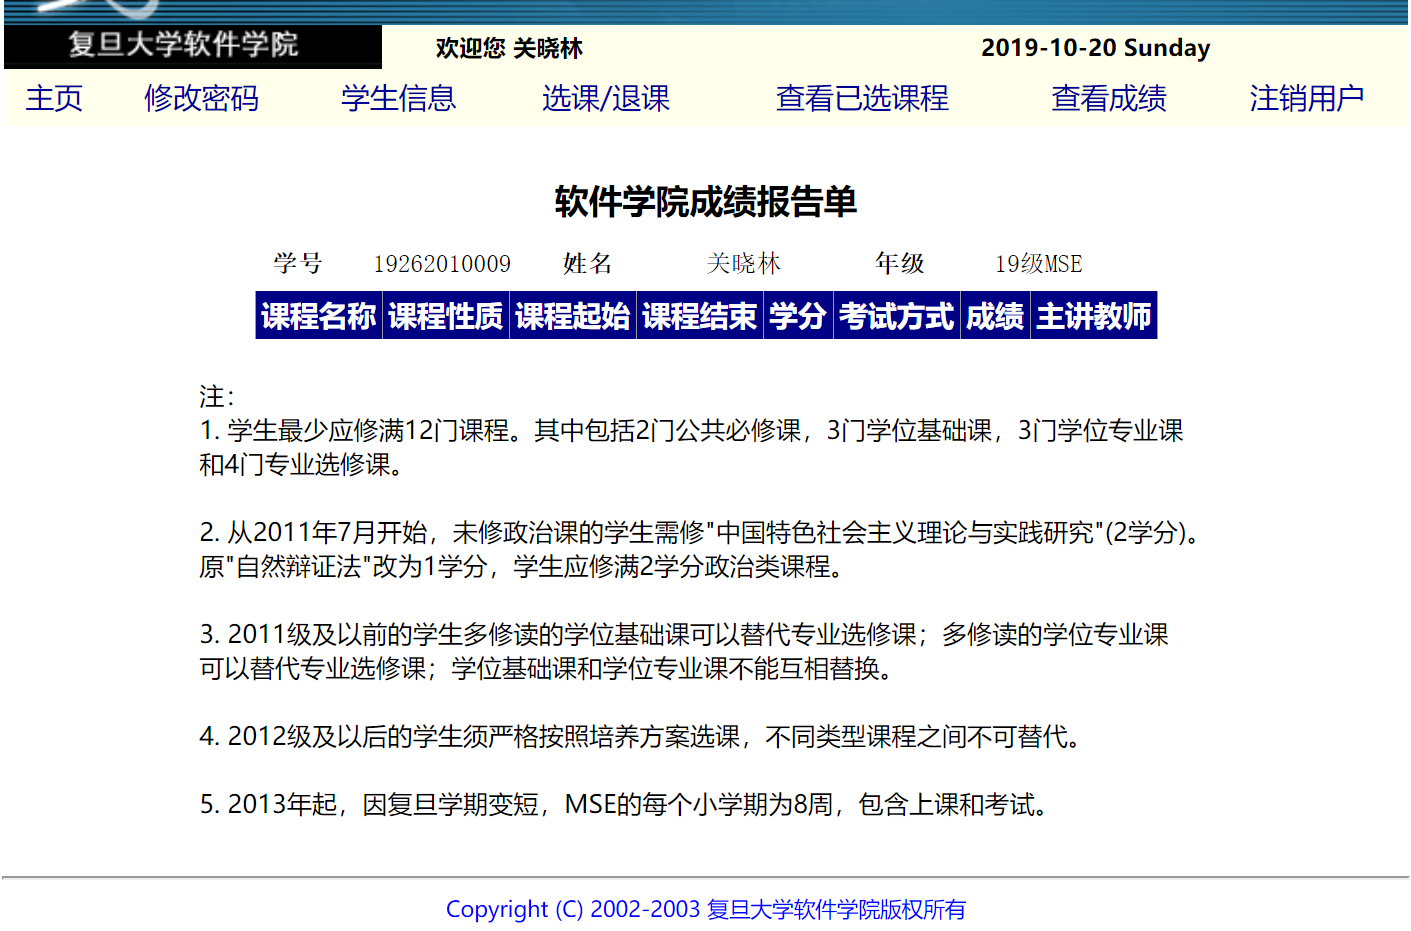 复旦大学软件学院 欢迎您 关晓林 2019-10-20 Sunday
主页 修改密码 学生信息 选课/退课 查看已选课程 查看成绩 注销用户
软件学院成绩报告单
学号 19262010009 姓名 关晓林 年级 19级MSE
课程名称 课程性质 课程起始 课程结束 学分 考试方式 成绩 主讲教师
注：
1. 学生最少应修满12门课程。其中包括2门公共必修课，3门学位基础课，3门学位专业课
和4门专业选修课。
2. 从2011年7月开始，未修政治课的学生需修"中国特色社会主义理论与实践研究"(2学分)。
原"自然辩证法"改为1学分，学生应修满2学分政治类课程。
3. 2011级及以前的学生多修读的学位基础课可以替代专业选修课；多修读的学位专业课
可以替代专业选修课；学位基础课和学位专业课不能互相替换。
4. 2012级及以后的学生须严格按照培养方案选课，不同类型课程之间不可替代。
5. 2013年起，因复旦学期变短，MSE的每个小学期为8周，包含上课和考试。
Copyright (C) 2002-2003 复旦大学软件学院版权所有